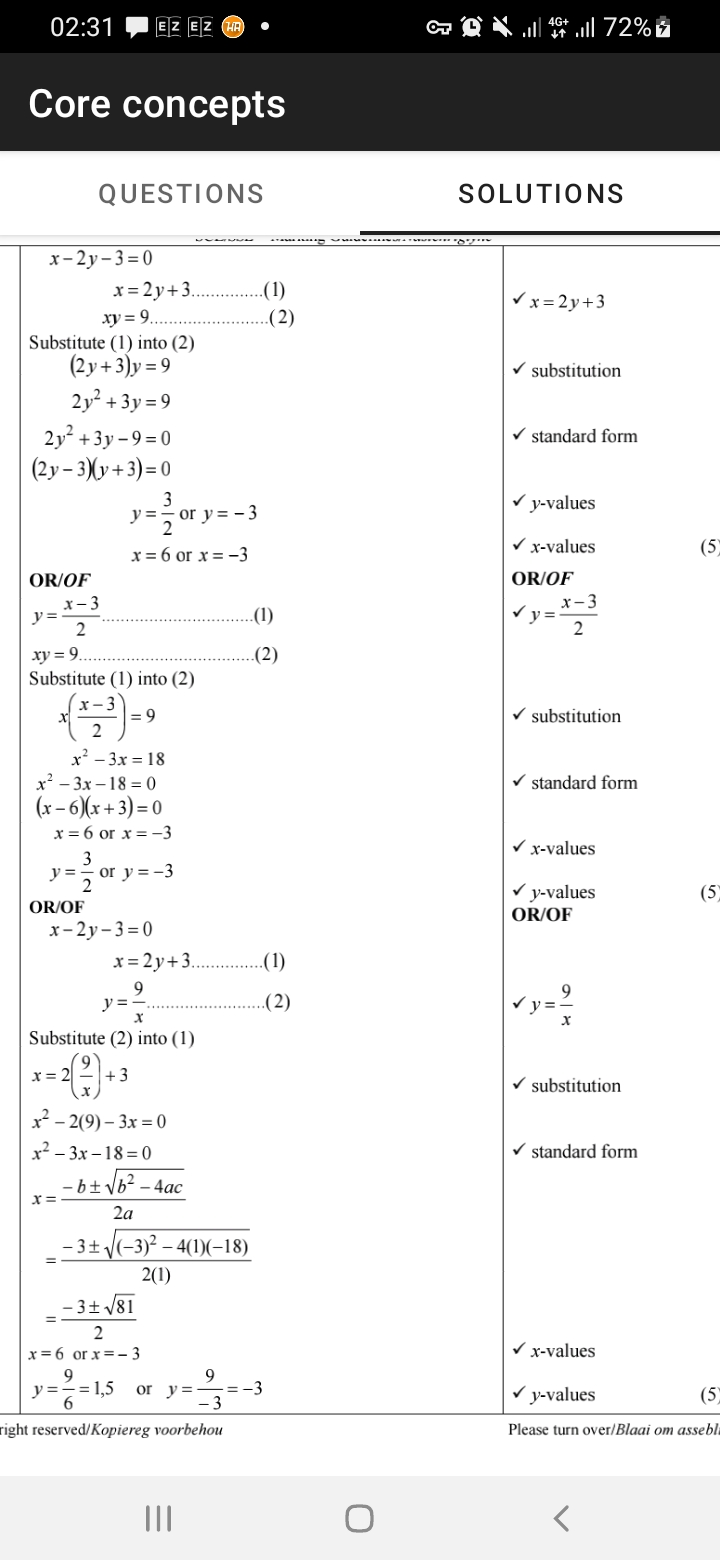 02:31 EZ EZ HA 4G+ 72%
Core concepts
QUESTIONS SOLUTIONS
x − 2y − 3 = 0
x = 2y + 3..............(1) ✓ x = 2y + 3
xy = 9.......................(2)
Substitute (1) into (2)
(2y + 3)y = 9 ✓ substitution
2y² + 3y = 9
2y² + 3y − 9 = 0 ✓ standard form
(2y − 3)(y + 3) = 0
y = 3/2 or y = −3 ✓ y-values
x = 6 or x = −3 ✓ x-values (5)
OR/OF OR/OF
y = (x − 3)/2..............................(1) ✓ y = (x − 3)/2
xy = 9...................................(2)
Substitute (1) into (2)
x((x − 3)/2) = 9 ✓ substitution
x² − 3x = 18
x² − 3x − 18 = 0 ✓ standard form
(x − 6)(x + 3) = 0
x = 6 or x = −3 ✓ x-values
y = 3/2 or y = −3 ✓ y-values (5)
OR/OF OR/OF
x − 2y − 3 = 0
x = 2y + 3..............(1)
y = 9/x.......................(2) ✓ y = 9/x
Substitute (2) into (1)
x = 2(9/x) + 3 ✓ substitution
x² − 2(9) − 3x = 0
x² − 3x − 18 = 0 ✓ standard form
x = (−b ± √(b² − 4ac))/2a
= (−3 ± √((−3)² − 4(1)(−18)))/2(1)
= (−3 ± √81)/2
x = 6 or x = −3 ✓ x-values
y = 9/6 = 1,5 or y = 9/−3 = −3 ✓ y-values (5)
right reserved/Kopiereg voorbehou Please turn over/Blaai om assebl